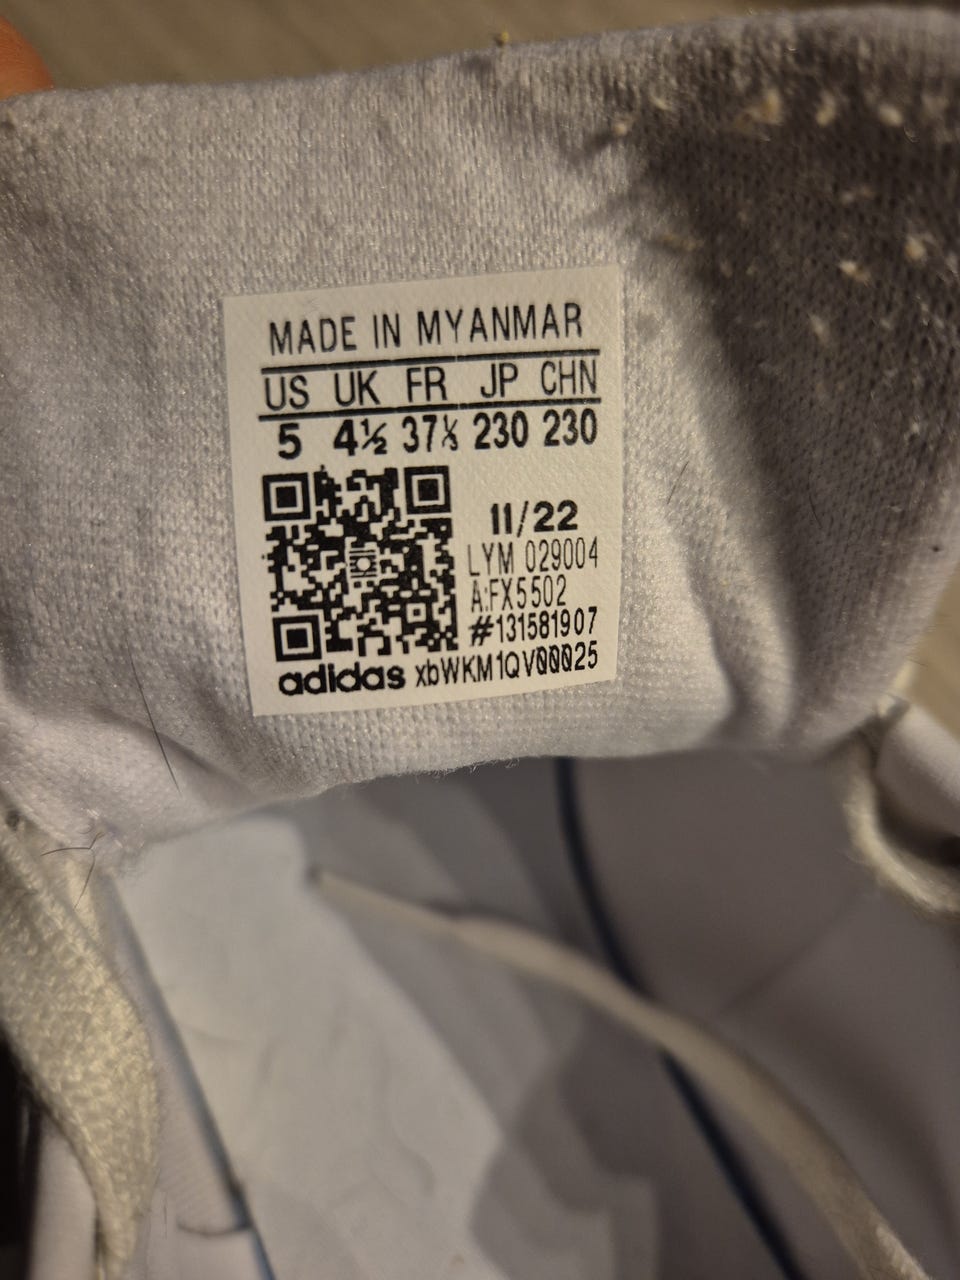 MADE IN MYANMAR
US UK FR JP CHN
5 4½ 37⅓ 230 230
11/22
LYM 029004
A:FX5502
#131581907
adidas xbWKM1QV00025